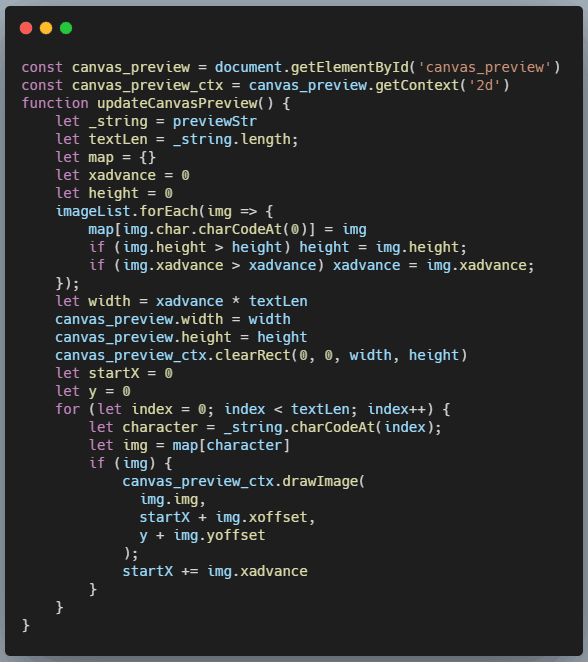 const canvas_preview = document.getElementById('canvas_preview')
const canvas_preview_ctx = canvas_preview.getContext('2d')
function updateCanvasPreview() {
    let _string = previewStr
    let textLen = _string.length;
    let map = {}
    let xadvance = 0
    let height = 0
    imageList.forEach(img => {
        map[img.char.charCodeAt(0)] = img
        if (img.height > height) height = img.height;
        if (img.xadvance > xadvance) xadvance = img.xadvance;
    });
    let width = xadvance * textLen
    canvas_preview.width = width
    canvas_preview.height = height
    canvas_preview_ctx.clearRect(0, 0, width, height)
    let startX = 0
    let y = 0
    for (let index = 0; index < textLen; index++) {
        let character = _string.charCodeAt(index);
        let img = map[character]
        if (img) {
            canvas_preview_ctx.drawImage(
              img.img,
              startX + img.xoffset,
              y + img.yoffset
            );
            startX += img.xadvance
        }
    }
}